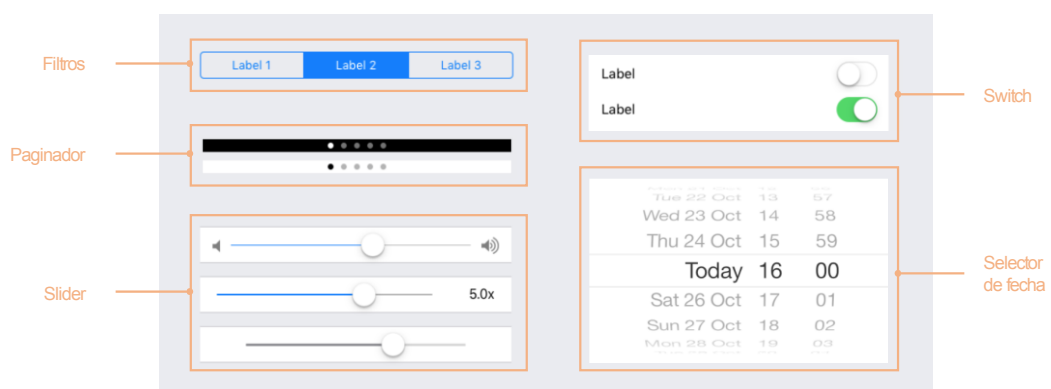 Filtros
Label 1 Label 2 Label 3
Paginador
Slider
5.0x
Label
Label
Switch
Tue 22 Oct 13 57
Wed 23 Oct 14 58
Thu 24 Oct 15 59
Today 16 00
Sat 26 Oct 17 01
Sun 27 Oct 18 02
Mon 28 Oct 19 03
Selector
de fecha